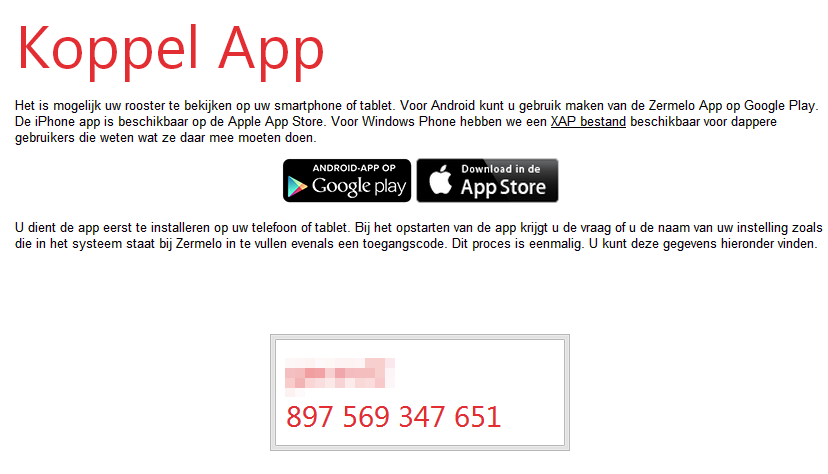 Koppel App
Het is mogelijk uw rooster te bekijken op uw smartphone of tablet. Voor Android kunt u gebruik maken van de Zermelo App op Google Play.
De iPhone app is beschikbaar op de Apple App Store. Voor Windows Phone hebben we een XAP bestand beschikbaar voor dappere
gebruikers die weten wat ze daar mee moeten doen.
ANDROID-APP OP
Google play
Download in de
App Store
U dient de app eerst te installeren op uw telefoon of tablet. Bij het opstarten van de app krijgt u de vraag of u de naam van uw instelling zoals
die in het systeem staat bij Zermelo in te vullen evenals een toegangscode. Dit proces is eenmalig. U kunt deze gegevens hieronder vinden.
897 569 347 651